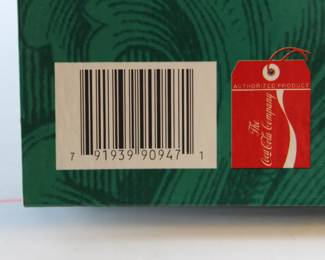 7 91939 90947 1
AUTHORIZED PRODUCT
The
Coca-Cola Company